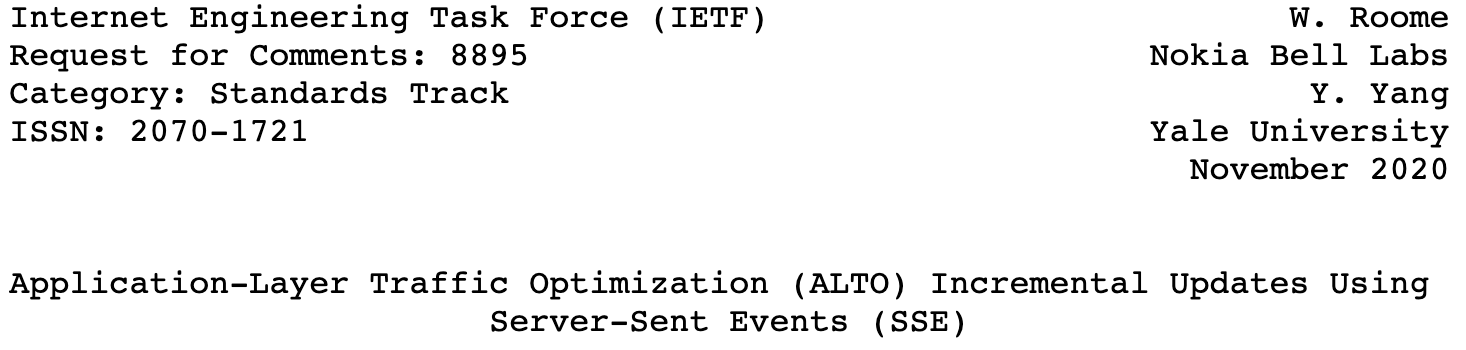 Internet Engineering Task Force (IETF) W. Roome
Request for Comments: 8895 Nokia Bell Labs
Category: Standards Track Y. Yang
ISSN: 2070-1721 Yale University
November 2020
Application-Layer Traffic Optimization (ALTO) Incremental Updates Using
Server-Sent Events (SSE)